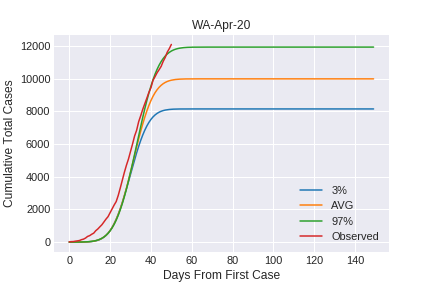 WA-Apr-20
Cumulative Total Cases
12000
10000
8000
6000
4000
2000
0
3%
AVG
97%
Observed
0 20 40 60 80 100 120 140
Days From First Case